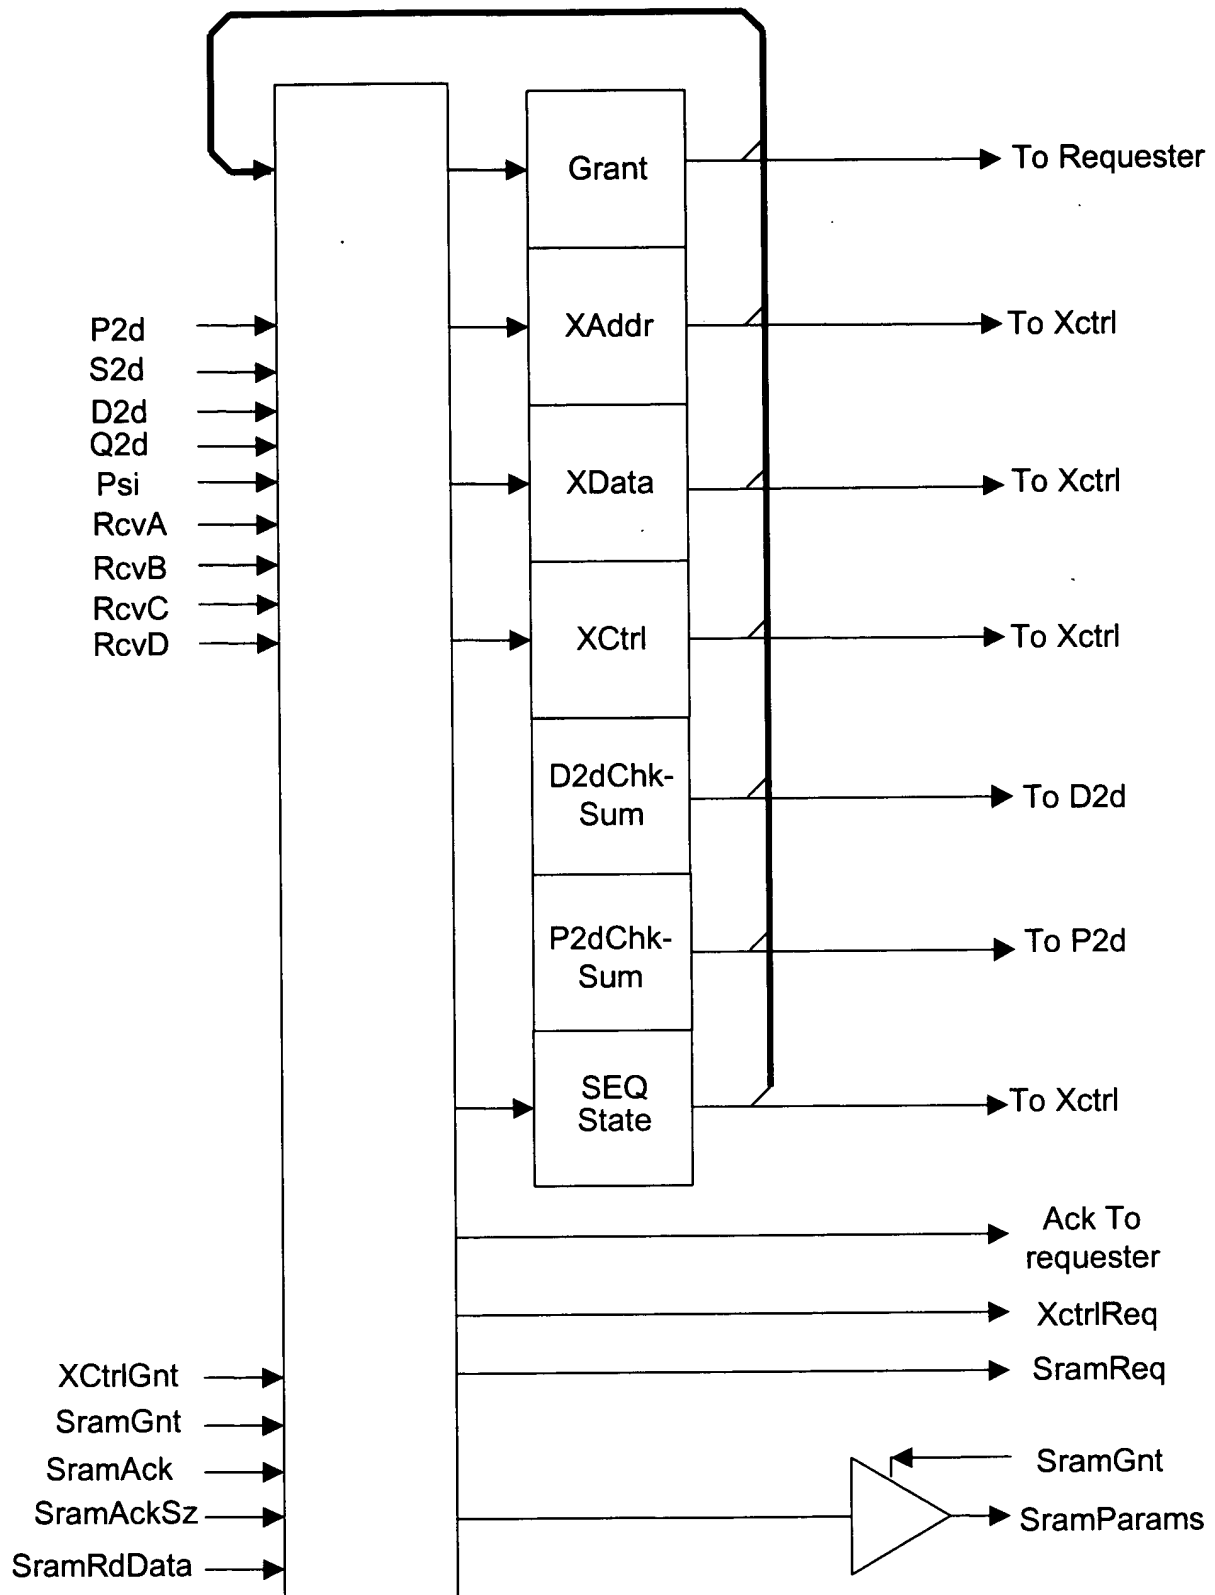 Grant
To Requester
P2d
S2d
D2d
Q2d
Psi
RcvA
RcvB
RcvC
RcvD
XAddr
To Xctrl
XData
To Xctrl
XCtrl
To Xctrl
D2dChk-
Sum
To D2d
P2dChk-
Sum
To P2d
SEQ
State
To Xctrl
Ack To
requester
XctrlReq
SramReq
XCtrlGnt
SramGnt
SramAck
SramAckSz
SramRdData
SramGnt
SramParams